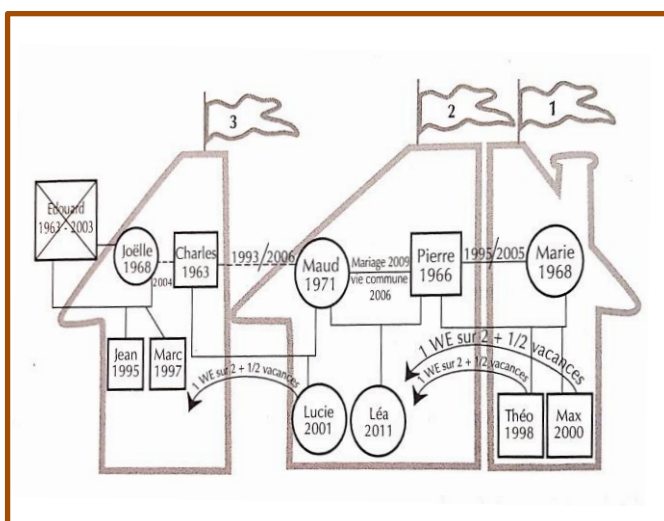 3
2
1
Edouard
1963 - 2003
Joëlle
1968
2004
Charles
1963
1993/2006
Maud
1971
Mariage 2009
vie commune
2006
Pierre
1966
1995/2005
Marie
1968
Jean
1995
Marc
1997
1 WE sur 2 + 1/2 vacances
Lucie
2001
Léa
2011
1 WE sur 2 + 1/2 vacances
1 WE sur 2 + 1/2 vacances
Théo
1998
Max
2000